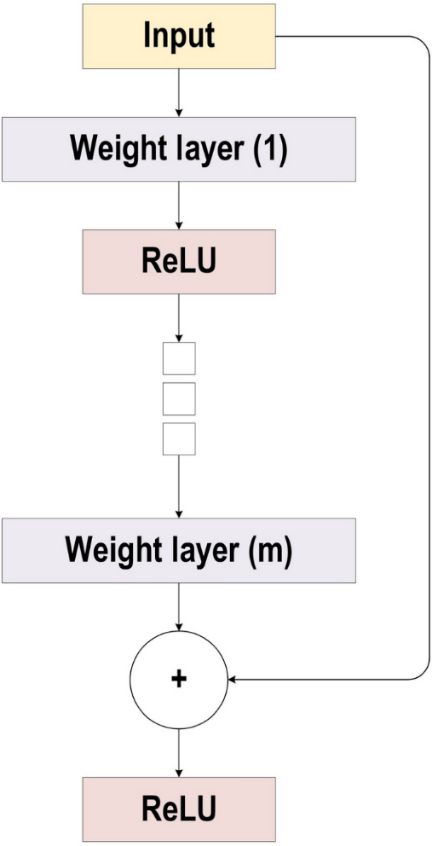 Input
Weight layer (1)
ReLU
Weight layer (m)
+
ReLU